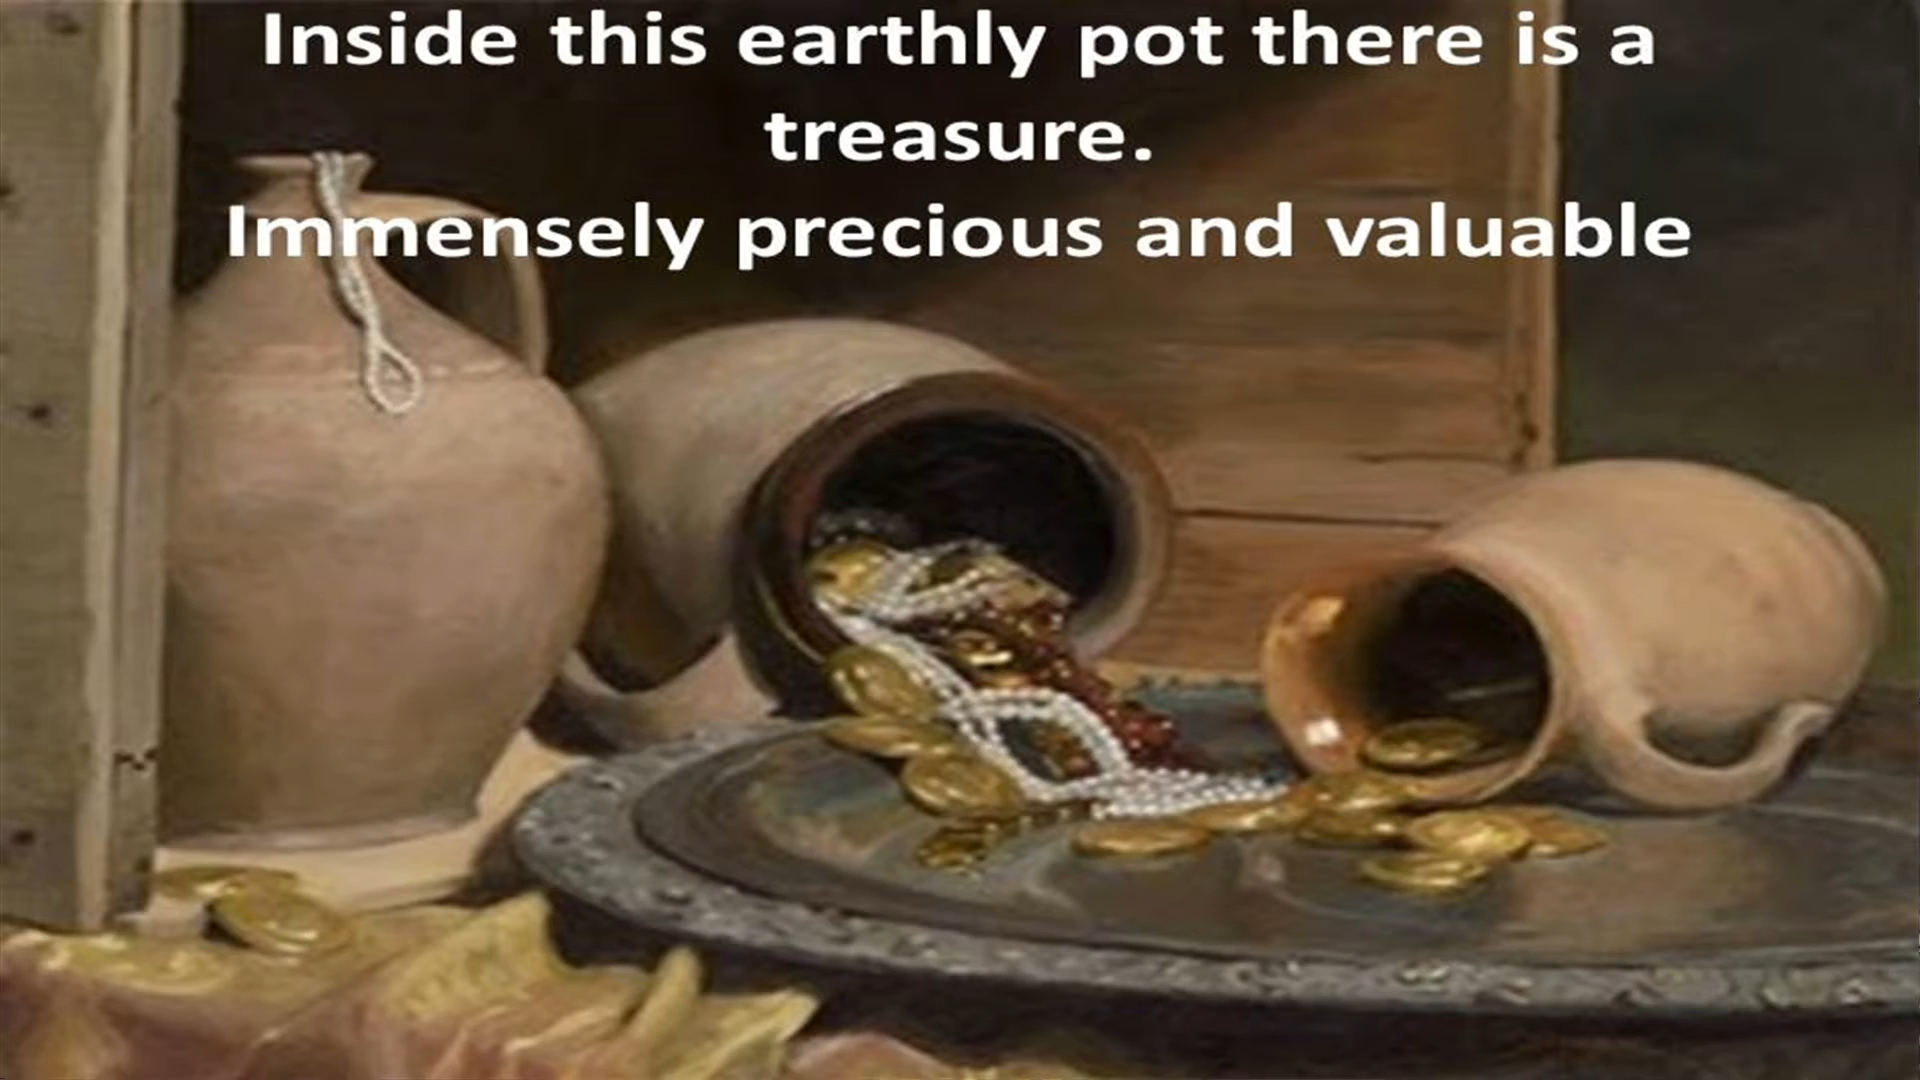 Inside this earthly pot there is a
treasure.
Immensely precious and valuable